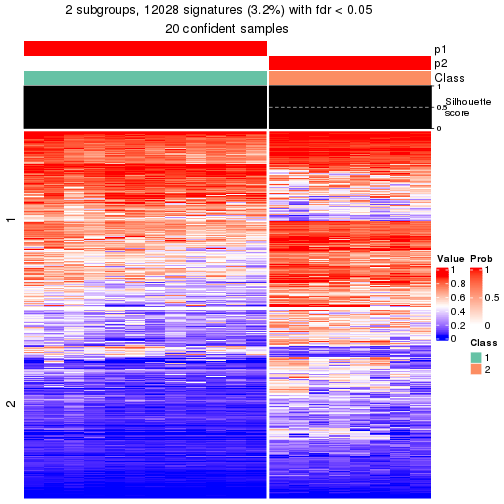 2 subgroups, 12028 signatures (3.2%) with fdr < 0.05
20 confident samples
p1
p2
Class
1
0.5
0
Silhouette
score
1
2
Value
1
0.8
0.6
0.4
0.2
0
Prob
1
0.5
0
Class
1
2